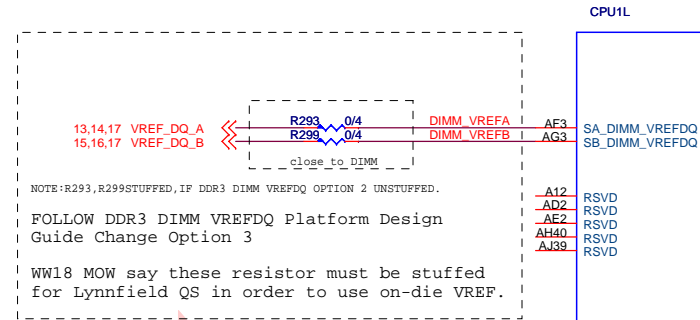 CPU1L
R293 0/4 DIMM_VREFA AF3
13,14,17 VREF_DQ_A SA_DIMM_VREFDQ
R299 0/4 DIMM_VREFB AG3
15,16,17 VREF_DQ_B SB_DIMM_VREFDQ
close to DIMM
NOTE:R293,R299STUFFED,IF DDR3 DIMM VREFDQ OPTION 2 UNSTUFFED.
A12 RSVD
AD2 RSVD
AE2 RSVD
AH40 RSVD
AJ39 RSVD
FOLLOW DDR3 DIMM VREFDQ Platform Design
Guide Change Option 3
WW18 MOW say these resistor must be stuffed
for Lynnfield QS in order to use on-die VREF.